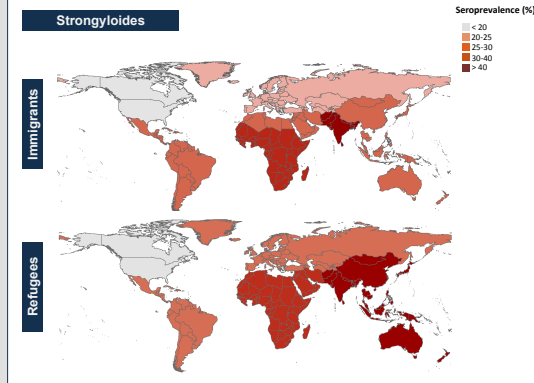 Strongyloides
Seroprevalence (%)
< 20
20-25
25-30
30-40
> 40
Immigrants
Refugees